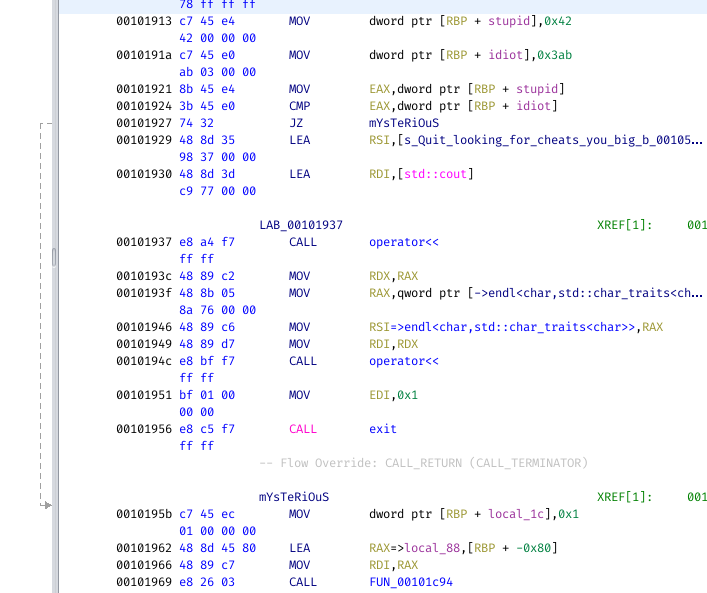 78 ff ff ff
00101913 c7 45 e4 MOV dword ptr [RBP + stupid],0x42
42 00 00 00
0010191a c7 45 e0 MOV dword ptr [RBP + idiot],0x3ab
ab 03 00 00
00101921 8b 45 e4 MOV EAX,dword ptr [RBP + stupid]
00101924 3b 45 e0 CMP EAX,dword ptr [RBP + idiot]
00101927 74 32 JZ mYsTeRiOuS
00101929 48 8d 35 LEA RSI,[s_Quit_looking_for_cheats_you_big_b_00105...
98 37 00 00
00101930 48 8d 3d LEA RDI,[std::cout]
c9 77 00 00
LAB_00101937 XREF[1]: 001
00101937 e8 a4 f7 CALL operator<<
ff ff
0010193c 48 89 c2 MOV RDX,RAX
0010193f 48 8b 05 MOV RAX,qword ptr [->endl<char,std::char_traits<ch...
8a 76 00 00
00101946 48 89 c6 MOV RSI=>endl<char,std::char_traits<char>>,RAX
00101949 48 89 d7 MOV RDI,RDX
0010194c e8 bf f7 CALL operator<<
ff ff
00101951 bf 01 00 MOV EDI,0x1
00 00
00101956 e8 c5 f7 CALL exit
ff ff
-- Flow Override: CALL_RETURN (CALL_TERMINATOR)
mYsTeRiOuS XREF[1]: 001
0010195b c7 45 ec MOV dword ptr [RBP + local_1c],0x1
01 00 00 00
00101962 48 8d 45 80 LEA RAX=>local_88,[RBP + -0x80]
00101966 48 89 c7 MOV RDI,RAX
00101969 e8 26 03 CALL FUN_00101c94